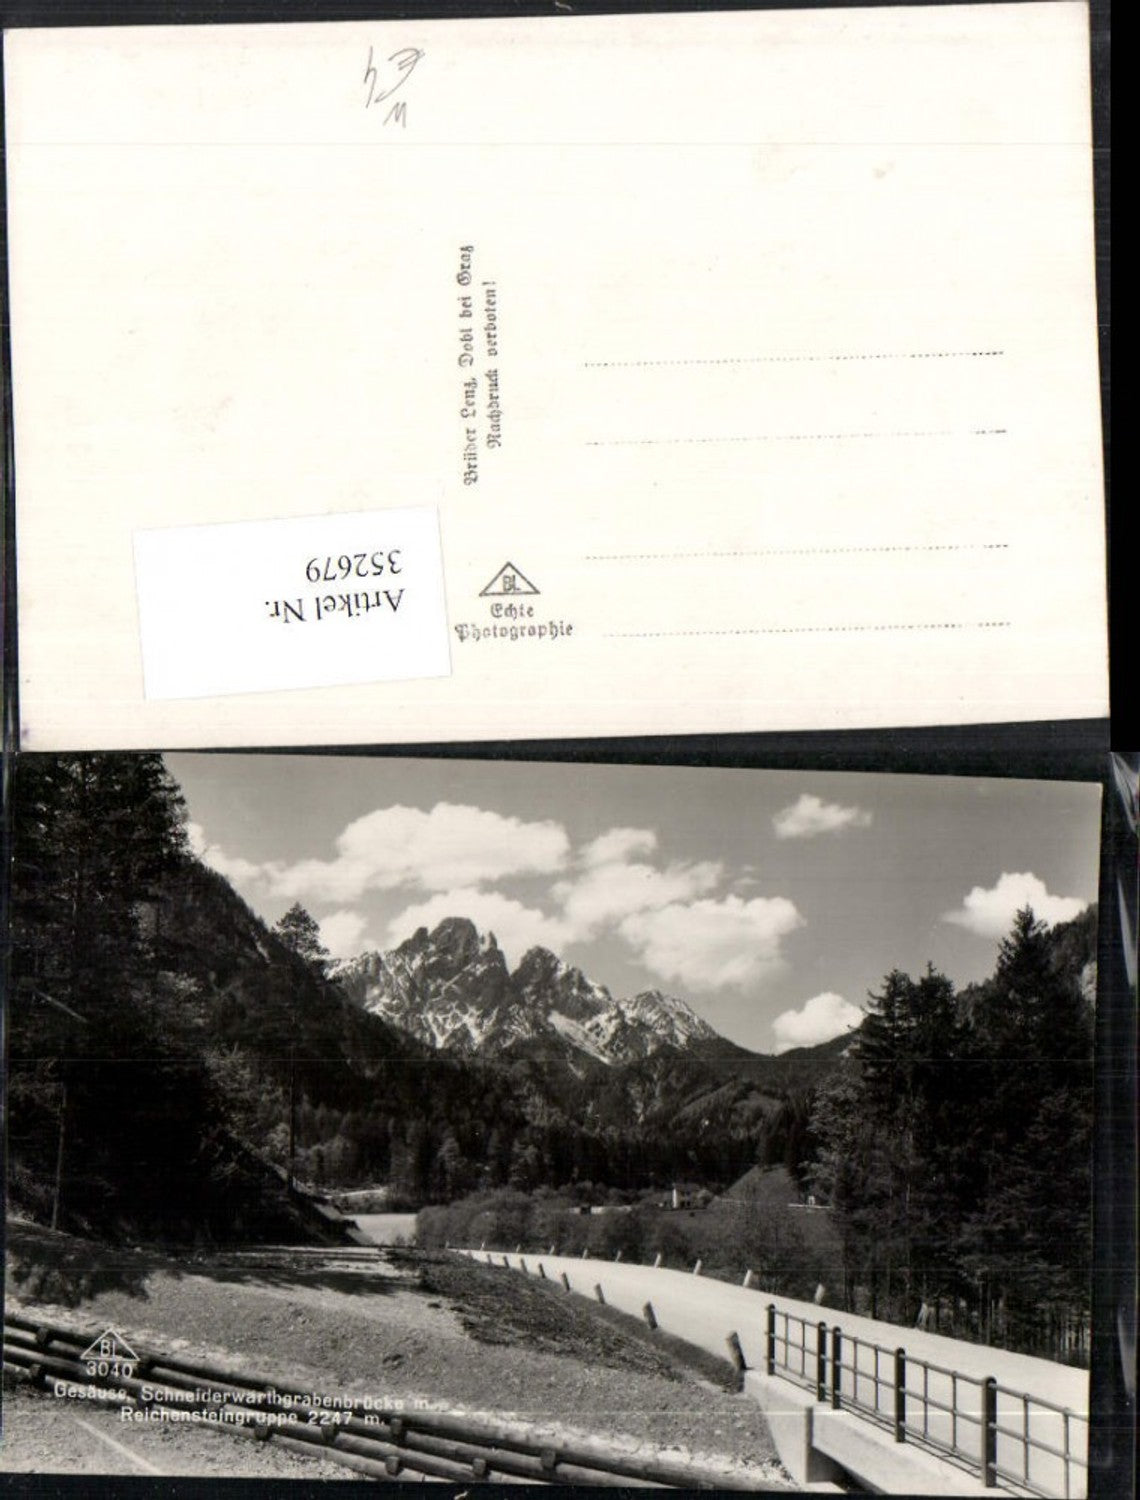 Brüder Lenz, Dobl bei Graz
Nachdruck verboten!
Artikel Nr.
352679
BL
Echte
Photographie
BL
3040
Gesäuse, Schneiderwarthgrabenbrücke m.
Reichensteingruppe 2247 m.